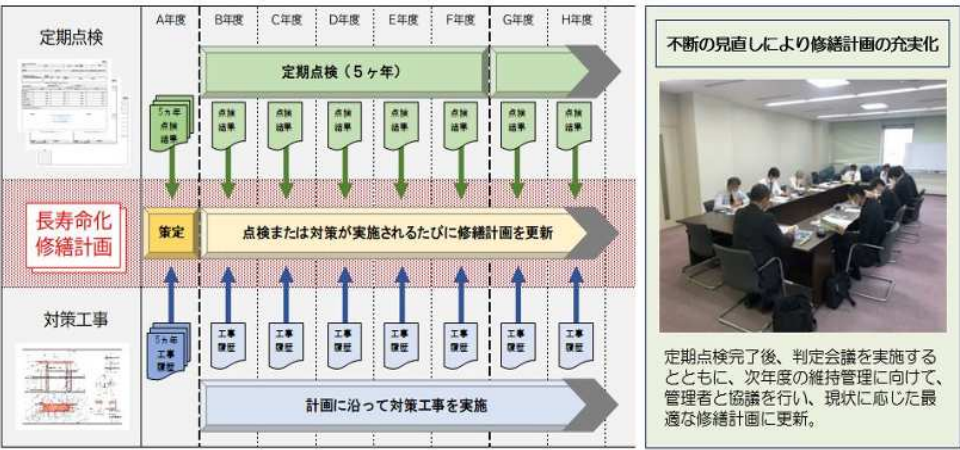 A年度 B年度 C年度 D年度 E年度 F年度 G年度 H年度
定期点検
定期点検（5ヶ年）
5ヵ年
点検
結果
点検
結果
点検
結果
点検
結果
点検
結果
点検
結果
点検
結果
点検
結果
長寿命化
修繕計画
策定
点検または対策が実施されるたびに修繕計画を更新
対策工事
5ヵ年
工事
履歴
工事
履歴
工事
履歴
工事
履歴
工事
履歴
工事
履歴
工事
履歴
工事
履歴
計画に沿って対策工事を実施
不断の見直しにより修繕計画の充実化
定期点検完了後、判定会議を実施する
とともに、次年度の維持管理に向けて、
管理者と協議を行い、現状に応じた最
適な修繕計画に更新。